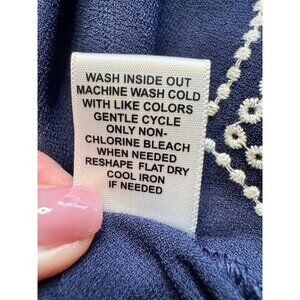 WASH INSIDE OUT
MACHINE WASH COLD
WITH LIKE COLORS
GENTLE CYCLE
ONLY NON-
CHLORINE BLEACH
WHEN NEEDED
RESHAPE FLAT DRY
COOL IRON
IF NEEDED